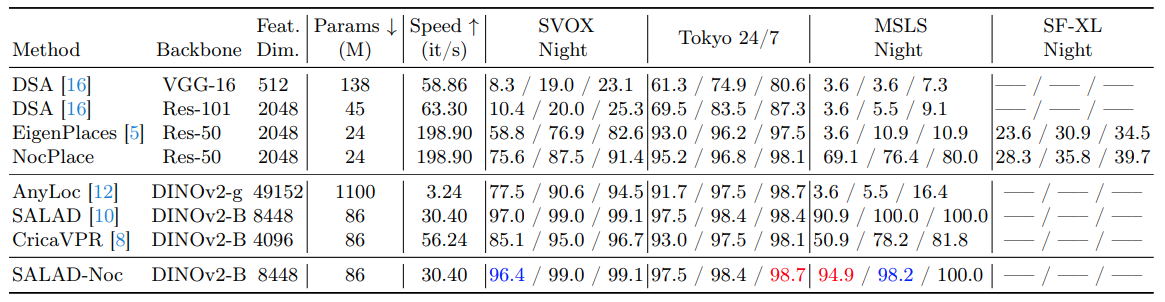 Feat. Params ↓ Speed ↑ SVOX Tokyo 24/7 MSLS SF-XL
Method Backbone Dim. (M) (it/s) Night Night Night
DSA [16] VGG-16 512 138 58.86 8.3 / 19.0 / 23.1 61.3 / 74.9 / 80.6 3.6 / 3.6 / 7.3 — / — / —
DSA [16] Res-101 2048 45 63.30 10.4 / 20.0 / 25.3 69.5 / 83.5 / 87.3 3.6 / 5.5 / 9.1 — / — / —
EigenPlaces [5] Res-50 2048 24 198.90 58.8 / 76.9 / 82.6 93.0 / 96.2 / 97.5 3.6 / 10.9 / 10.9 23.6 / 30.9 / 34.5
NocPlace Res-50 2048 24 198.90 75.6 / 87.5 / 91.4 95.2 / 96.8 / 98.1 69.1 / 76.4 / 80.0 28.3 / 35.8 / 39.7
AnyLoc [12] DINOv2-g 49152 1100 3.24 77.5 / 90.6 / 94.5 91.7 / 97.5 / 98.7 3.6 / 5.5 / 16.4 — / — / —
SALAD [10] DINOv2-B 8448 86 30.40 97.0 / 99.0 / 99.1 97.5 / 98.4 / 98.4 90.9 / 100.0 / 100.0 — / — / —
CricaVPR [8] DINOv2-B 4096 86 56.24 85.1 / 95.0 / 96.7 93.0 / 97.5 / 98.1 50.9 / 78.2 / 81.8 — / — / —
SALAD-Noc DINOv2-B 8448 86 30.40 96.4 / 99.0 / 99.1 97.5 / 98.4 / 98.7 94.9 / 98.2 / 100.0 — / — / —